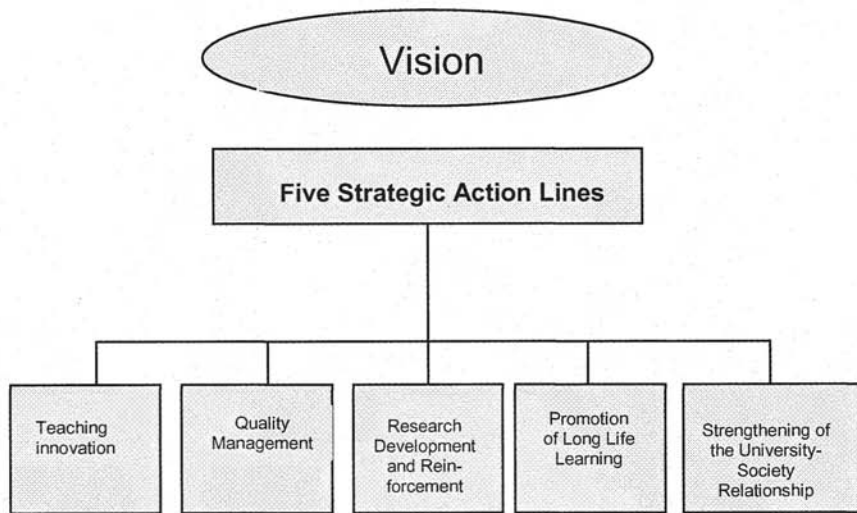 Vision
Five Strategic Action Lines
Teaching
innovation
Quality
Management
Research
Development
and Rein-
forcement
Promotion
of Long Life
Learning
Strengthening of
the University-
Society
Relationship